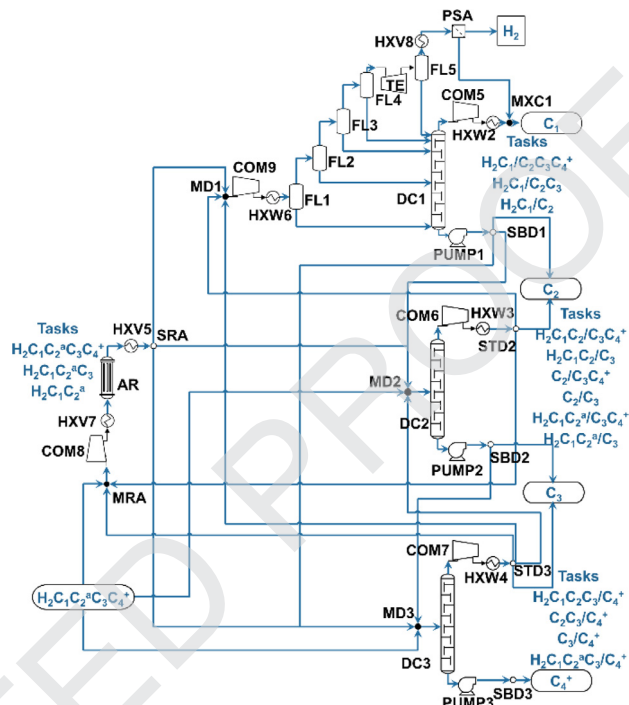 PSA
H₂
HXV8
FL5
TE
FL4
COM5
MXC1
C₁
HXW2
FL3
Tasks
H₂C₁/C₂C₃C₄⁺
H₂C₁/C₂C₃
H₂C₁/C₂
COM9
FL2
MD1
HXW6
FL1
DC1
PUMP1
SBD1
C₂
COM6
HXW3
STD2
Tasks
H₂C₁C₂/C₃C₄⁺
H₂C₁C₂/C₃
C₂/C₃C₄⁺
C₂/C₃
H₂C₁C₂ᵃ/C₃C₄⁺
H₂C₁C₂ᵃ/C₃
Tasks
H₂C₁C₂ᵃC₃C₄⁺
H₂C₁C₂ᵃC₃
H₂C₁C₂ᵃ
HXV5
SRA
AR
HXV7
COM8
MRA
MD2
DC2
PUMP2
SBD2
C₃
COM7
HXW4
STD3
H₂C₁C₂ᵃC₃C₄⁺
MD3
DC3
Tasks
H₂C₁C₂C₃/C₄⁺
C₂C₃/C₄⁺
C₃/C₄⁺
H₂C₁C₂ᵃC₃/C₄⁺
PUMP3
SBD3
C₄⁺
ED PROOF